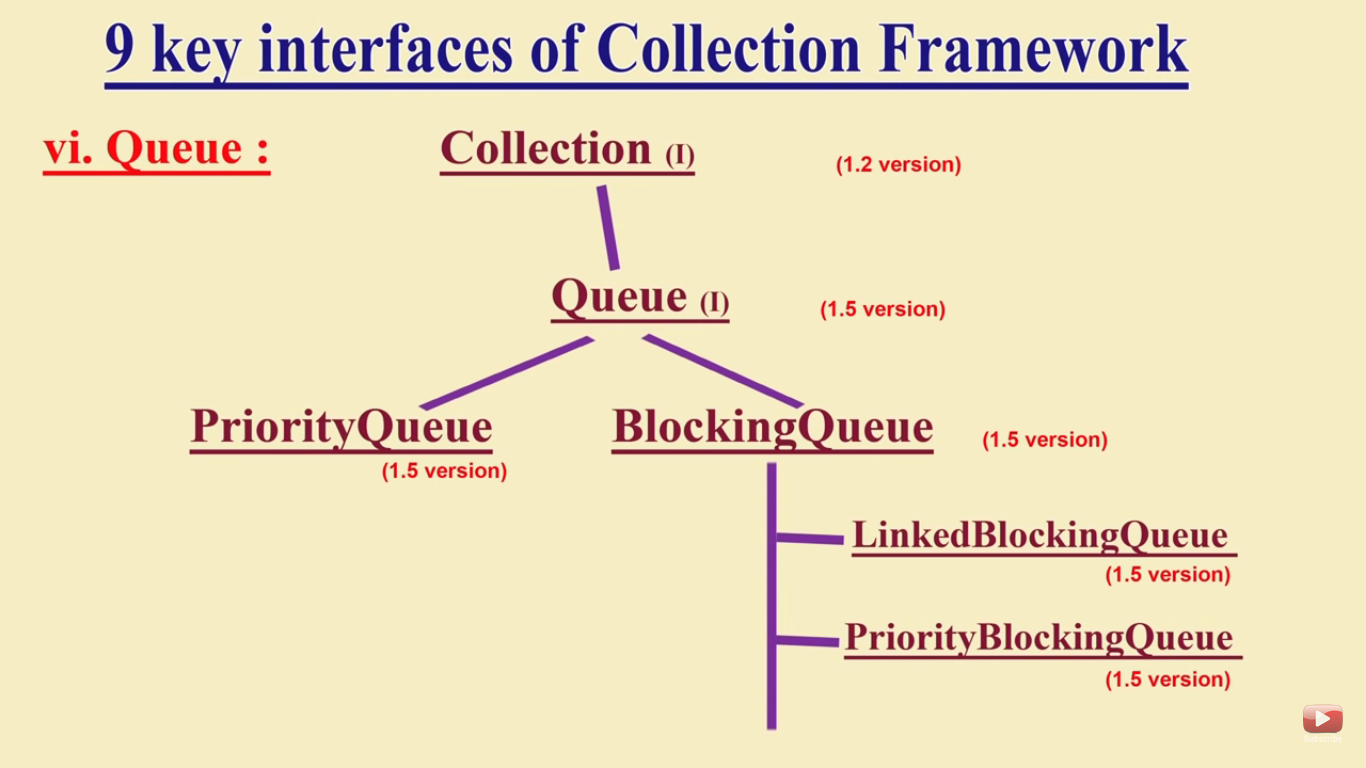 9 key interfaces of Collection Framework
vi. Queue :
Collection (I)
(1.2 version)
Queue (I)
(1.5 version)
PriorityQueue
(1.5 version)
BlockingQueue
(1.5 version)
LinkedBlockingQueue
(1.5 version)
PriorityBlockingQueue
(1.5 version)